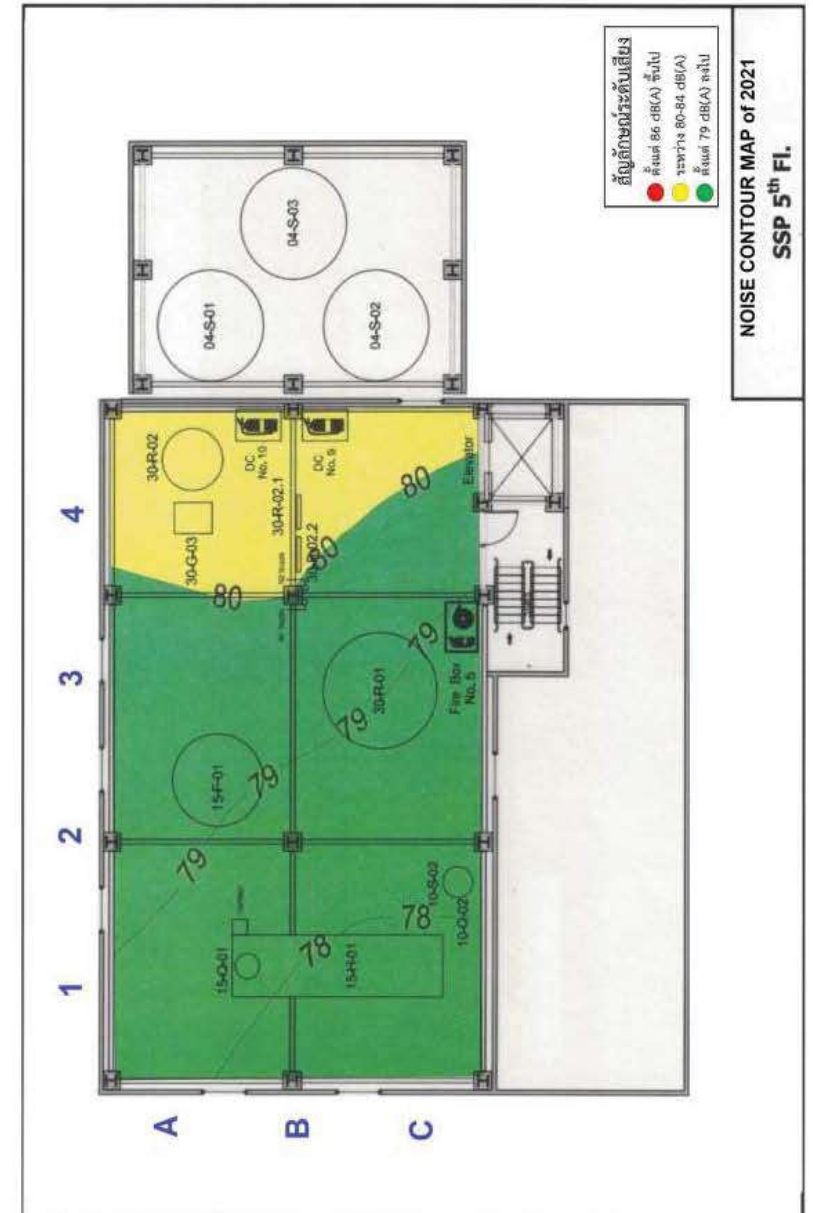 สัญลักษณ์ระดับเสียง
ตั้งแต่ 86 dB(A) ขึ้นไป
ระหว่าง 80-84 dB(A)
ตั้งแต่ 79 dB(A) ลงไป
NOISE CONTOUR MAP of 2021
SSP 5th Fl.
1
2
3
4
A
B
C
04-S-01
04-S-03
04-S-02
30-R-02
30-G-03
DC
No. 10
30-R-02.1
DC
No. 9
80
80
80
Elevator
79
79
79
79
15-F-01
30-R-01
Fire Box
No. 5
15-Q-01
15-H-01
78
78
10-S-02
10-Q-02